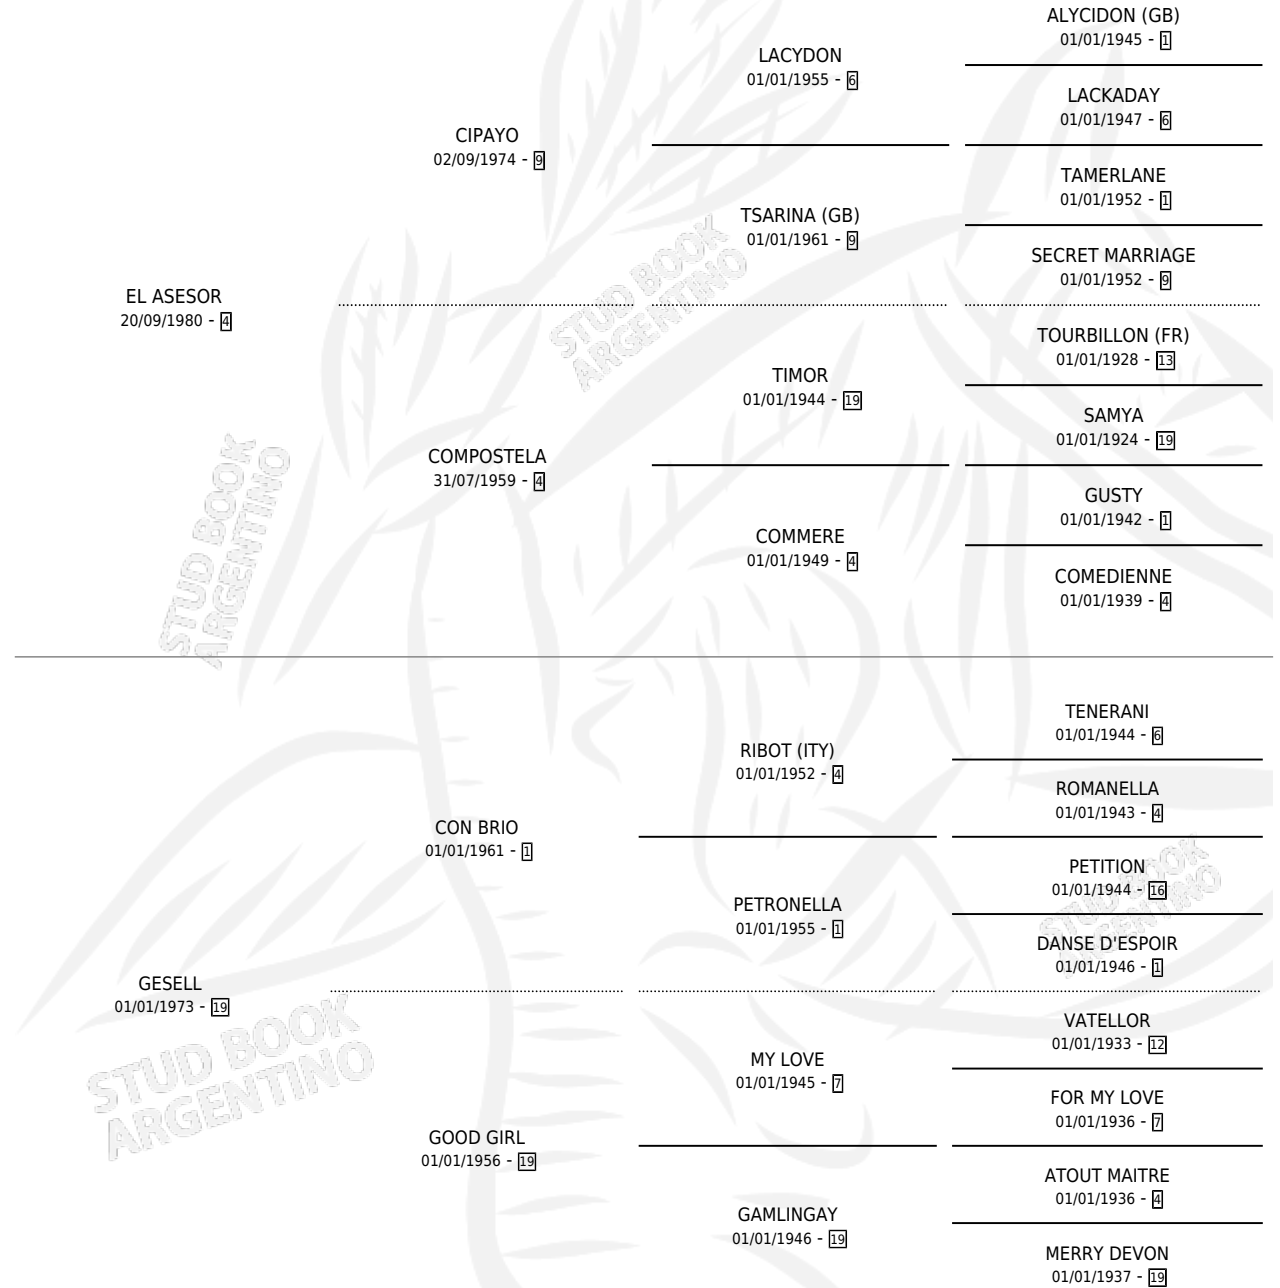 ALYCIDON (GB)
01/01/1945 - 1
LACYDON
01/01/1955 - 6
LACKADAY
01/01/1947 - 6
CIPAYO
02/09/1974 - 9
TAMERLANE
01/01/1952 - 1
TSARINA (GB)
01/01/1961 - 9
SECRET MARRIAGE
01/01/1952 - 9
EL ASESOR
20/09/1980 - 4
STUD BOOK
ARGENTINO
TOURBILLON (FR)
01/01/1928 - 13
TIMOR
01/01/1944 - 19
SAMYA
01/01/1924 - 19
COMPOSTELA
31/07/1959 - 4
GUSTY
01/01/1942 - 1
COMMERE
01/01/1949 - 4
COMEDIENNE
01/01/1939 - 4
STUD BOOK
ARGENTINO
TENERANI
01/01/1944 - 6
RIBOT (ITY)
01/01/1952 - 4
ROMANELLA
01/01/1943 - 4
CON BRIO
01/01/1961 - 1
PETITION
01/01/1944 - 16
STUD BOOK
ARGENTINO
PETRONELLA
01/01/1955 - 1
DANSE D'ESPOIR
01/01/1946 - 1
GESELL
01/01/1973 - 19
VATELLOR
01/01/1933 - 12
MY LOVE
01/01/1945 - 7
FOR MY LOVE
01/01/1936 - 7
STUD BOOK
ARGENTINO
GOOD GIRL
01/01/1956 - 19
ATOUT MAITRE
01/01/1936 - 4
GAMLINGAY
01/01/1946 - 19
MERRY DEVON
01/01/1937 - 19